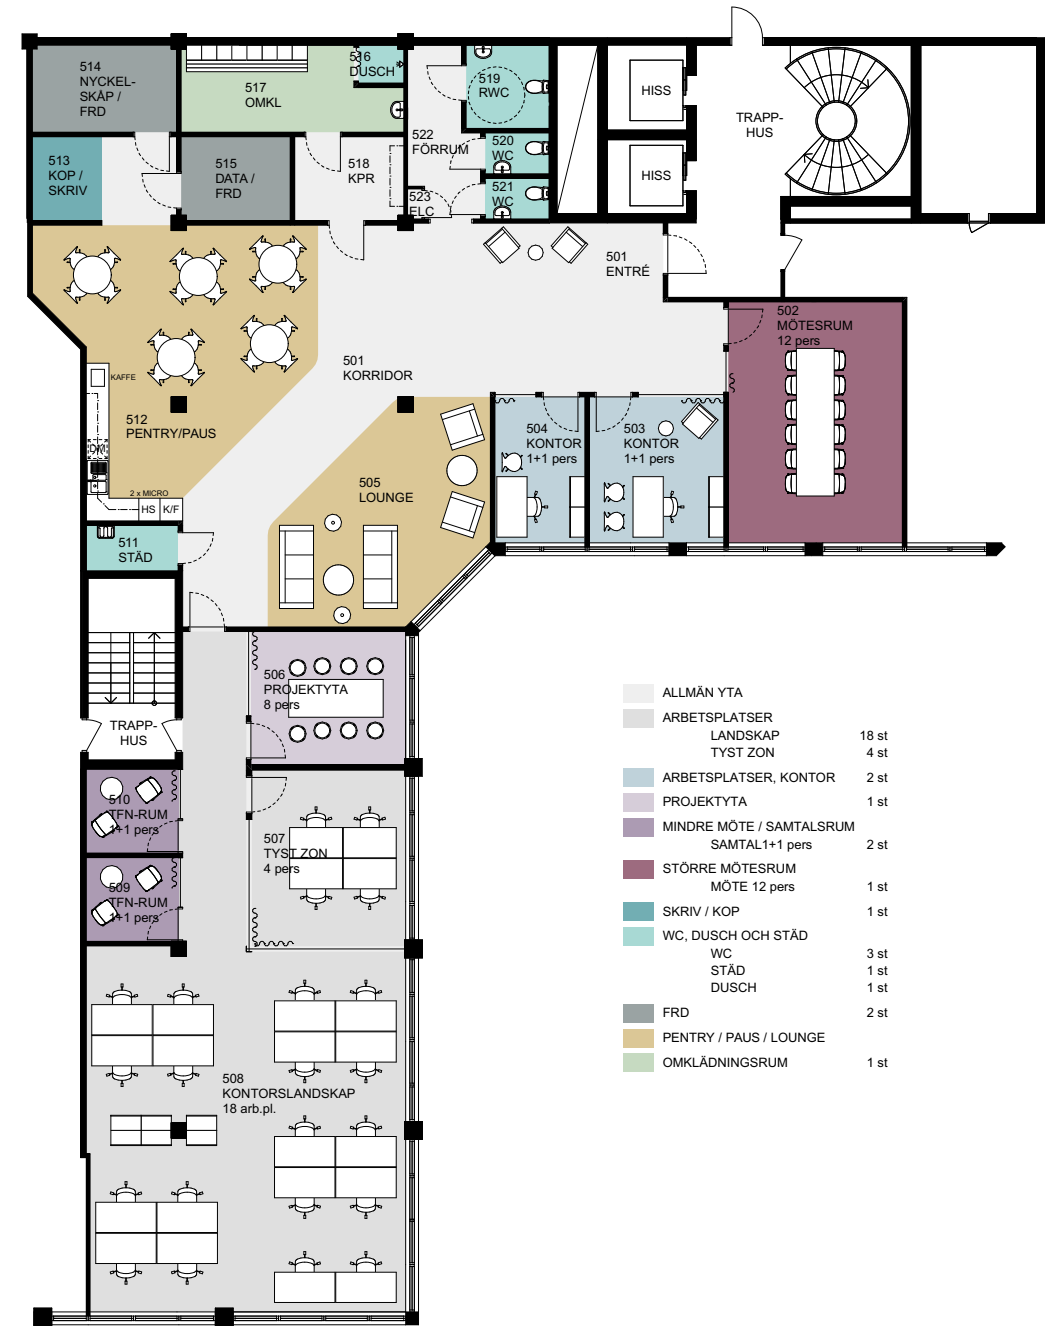 514
NYCKEL-
SKÅP /
FRD
517
OMKL
516
DUSCH
519
RWC
522
FÖRRUM
520
WC
521
WC
523
ELC
HISS
HISS
TRAPP-
HUS
513
KOP /
SKRIV
515
DATA /
FRD
518
KPR
501
ENTRÉ
501
KORRIDOR
502
MÖTESRUM
12 pers
KAFFE
512
PENTRY/PAUS
DM
2 x MICRO
HS
K/F
505
LOUNGE
504
KONTOR
1+1 pers
503
KONTOR
1+1 pers
511
STÄD
TRAPP-
HUS
506
PROJEKTYTA
8 pers
510
TFN-RUM
1+1 pers
507
TYST ZON
4 pers
509
TFN-RUM
1+1 pers
508
KONTORSLANDSKAP
18 arb.pl.
ALLMÄN YTA
ARBETSPLATSER
LANDSKAP 18 st
TYST ZON 4 st
ARBETSPLATSER, KONTOR 2 st
PROJEKTYTA 1 st
MINDRE MÖTE / SAMTALSRUM
SAMTAL1+1 pers 2 st
STÖRRE MÖTESRUM
MÖTE 12 pers 1 st
SKRIV / KOP 1 st
WC, DUSCH OCH STÄD
WC 3 st
STÄD 1 st
DUSCH 1 st
FRD 2 st
PENTRY / PAUS / LOUNGE
OMKLÄDNINGSRUM 1 st